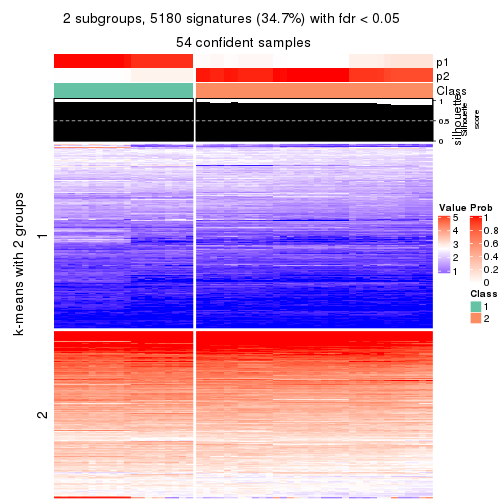 2 subgroups, 5180 signatures (34.7%) with fdr < 0.05
54 confident samples
p1
p2
Class
1
0.5
0
silhouette
Silhouette
score
k-means with 2 groups
1
2
Value
5
4
3
2
1
Prob
1
0.8
0.6
0.4
0.2
0
Class
1
2